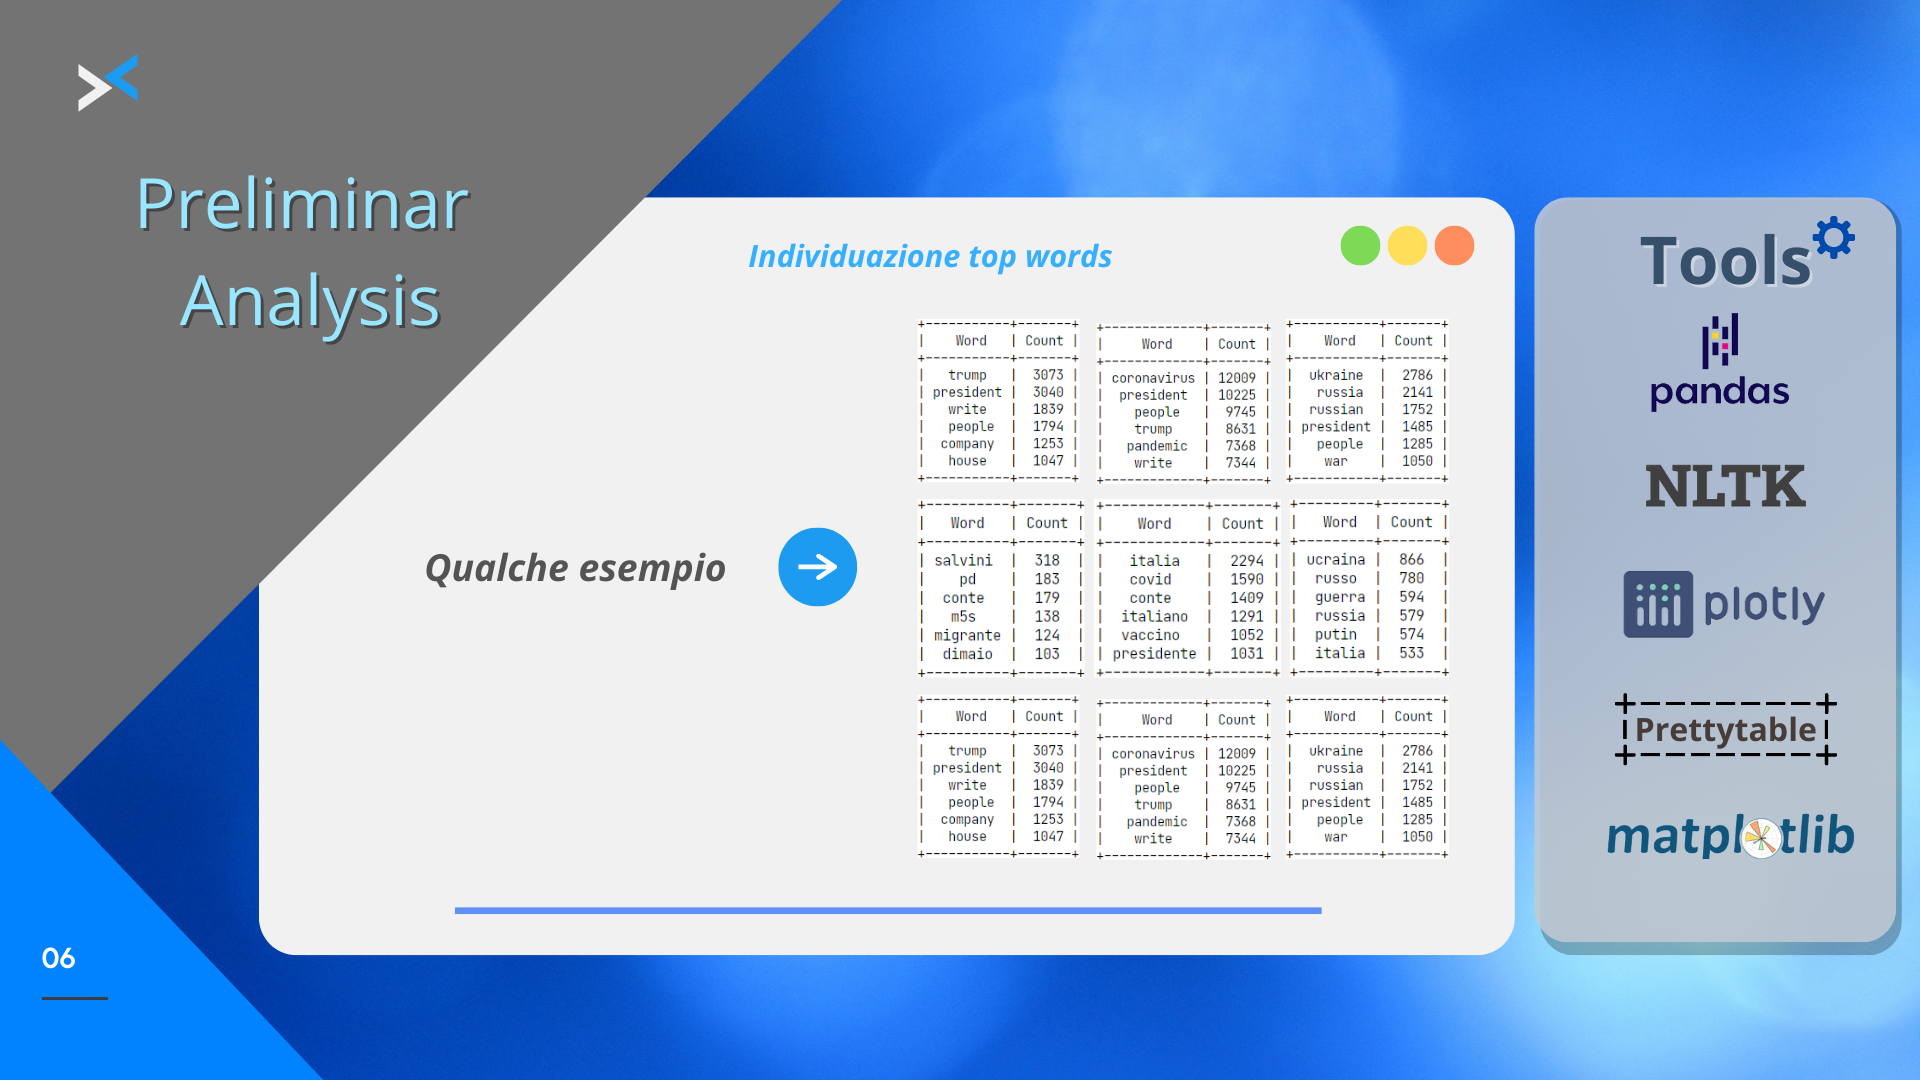 Preliminar
Analysis
Individuazione top words
Qualche esempio
+-----------+-------+
| Word | Count |
+-----------+-------+
| trump | 3073 |
| president | 3040 |
| write | 1839 |
| people | 1794 |
| company | 1253 |
| house | 1047 |
+-----------+-------+
+-------------+-------+
| Word | Count |
+-------------+-------+
| coronavirus | 12009 |
| president | 10225 |
| people | 9745 |
| trump | 8631 |
| pandemic | 7368 |
| write | 7344 |
+-------------+-------+
+-----------+-------+
| Word | Count |
+-----------+-------+
| ukraine | 2786 |
| russia | 2141 |
| russian | 1752 |
| president | 1485 |
| people | 1285 |
| war | 1050 |
+-----------+-------+
+----------+-------+
| Word | Count |
+----------+-------+
| salvini | 318 |
| pd | 183 |
| conte | 179 |
| m5s | 138 |
| migrante | 124 |
| dimaio | 103 |
+----------+-------+
+------------+-------+
| Word | Count |
+------------+-------+
| italia | 2294 |
| covid | 1590 |
| conte | 1409 |
| italiano | 1291 |
| vaccino | 1052 |
| presidente | 1031 |
+------------+-------+
+---------+-------+
| Word | Count |
+---------+-------+
| ucraina | 866 |
| russo | 780 |
| guerra | 594 |
| russia | 579 |
| putin | 574 |
| italia | 533 |
+---------+-------+
+-----------+-------+
| Word | Count |
+-----------+-------+
| trump | 3073 |
| president | 3040 |
| write | 1839 |
| people | 1794 |
| company | 1253 |
| house | 1047 |
+-----------+-------+
+-------------+-------+
| Word | Count |
+-------------+-------+
| coronavirus | 12009 |
| president | 10225 |
| people | 9745 |
| trump | 8631 |
| pandemic | 7368 |
| write | 7344 |
+-------------+-------+
+-----------+-------+
| Word | Count |
+-----------+-------+
| ukraine | 2786 |
| russia | 2141 |
| russian | 1752 |
| president | 1485 |
| people | 1285 |
| war | 1050 |
+-----------+-------+
Tools
pandas
NLTK
plotly
Prettytable
matplotlib
06